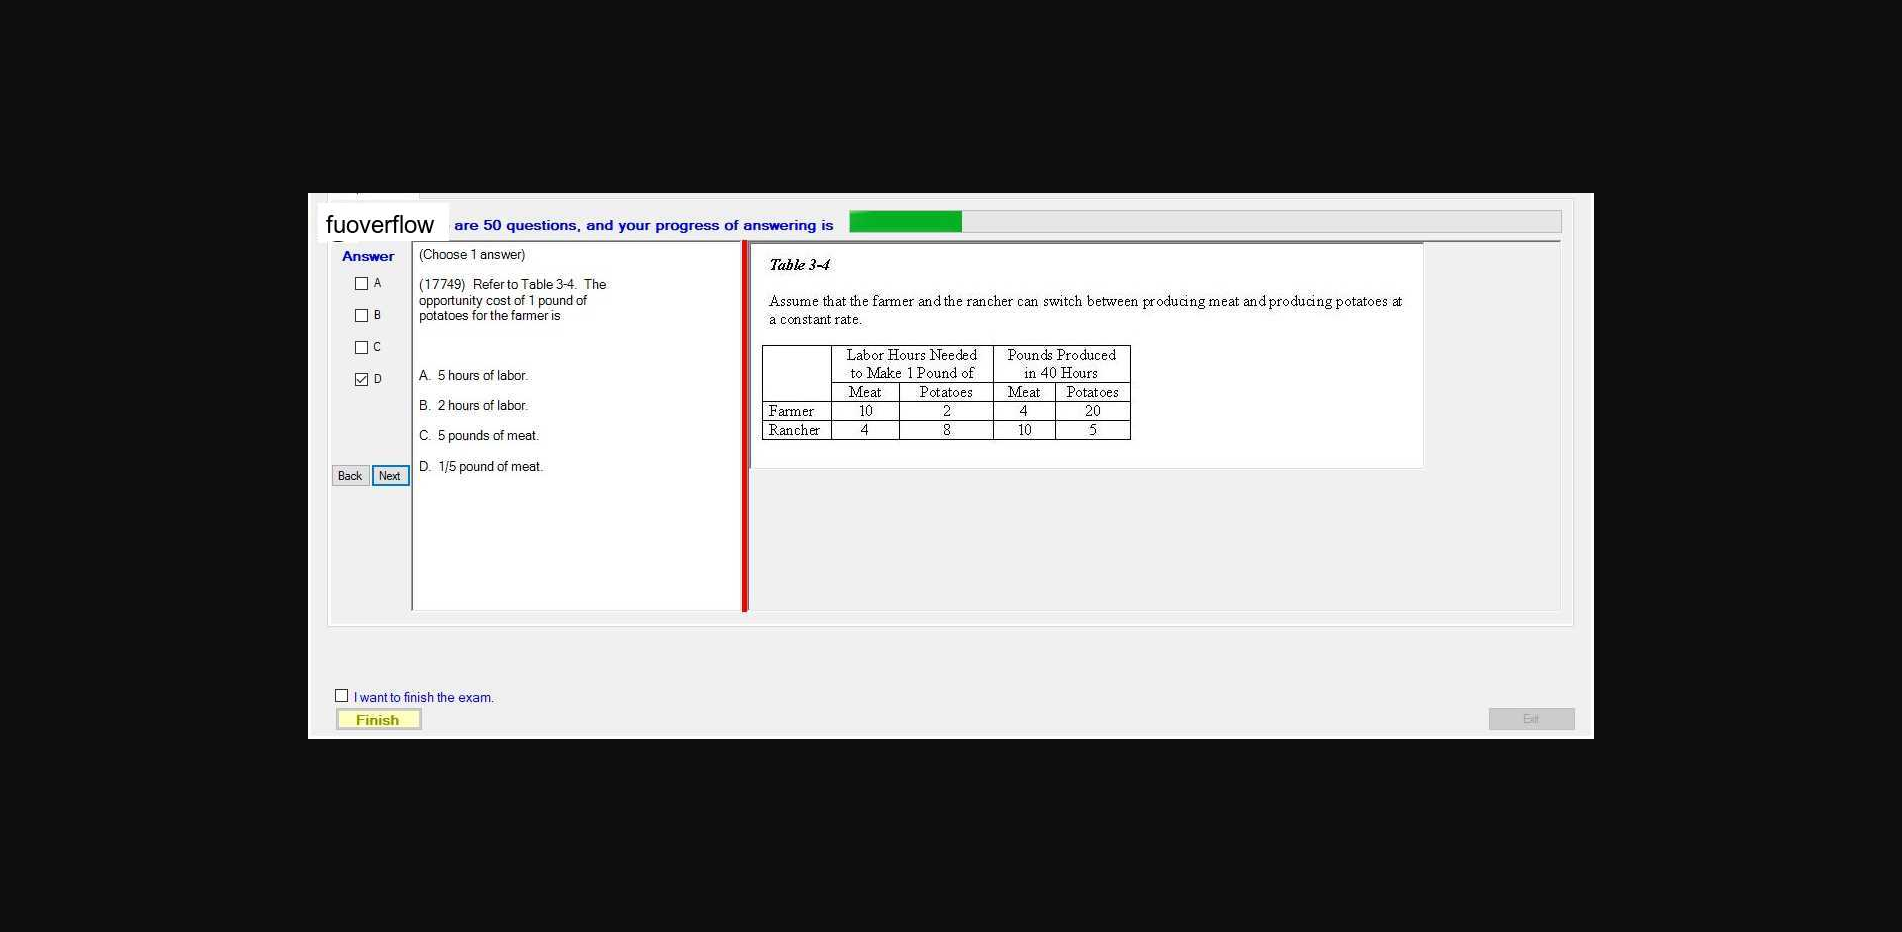 fuoverflow are 50 questions, and your progress of answering is
Answer
A
B
C
D
Back Next
(Choose 1 answer)
(17749) Refer to Table 3-4. The
opportunity cost of 1 pound of
potatoes for the farmer is
A. 5 hours of labor.
B. 2 hours of labor.
C. 5 pounds of meat.
D. 1/5 pound of meat.
Table 3-4
Assume that the farmer and the rancher can switch between producing meat and producing potatoes at
a constant rate.
Labor Hours Needed Pounds Produced
to Make 1 Pound of in 40 Hours
Meat Potatoes Meat Potatoes
Farmer 10 2 4 20
Rancher 4 8 10 5
I want to finish the exam.
Finish
Exit